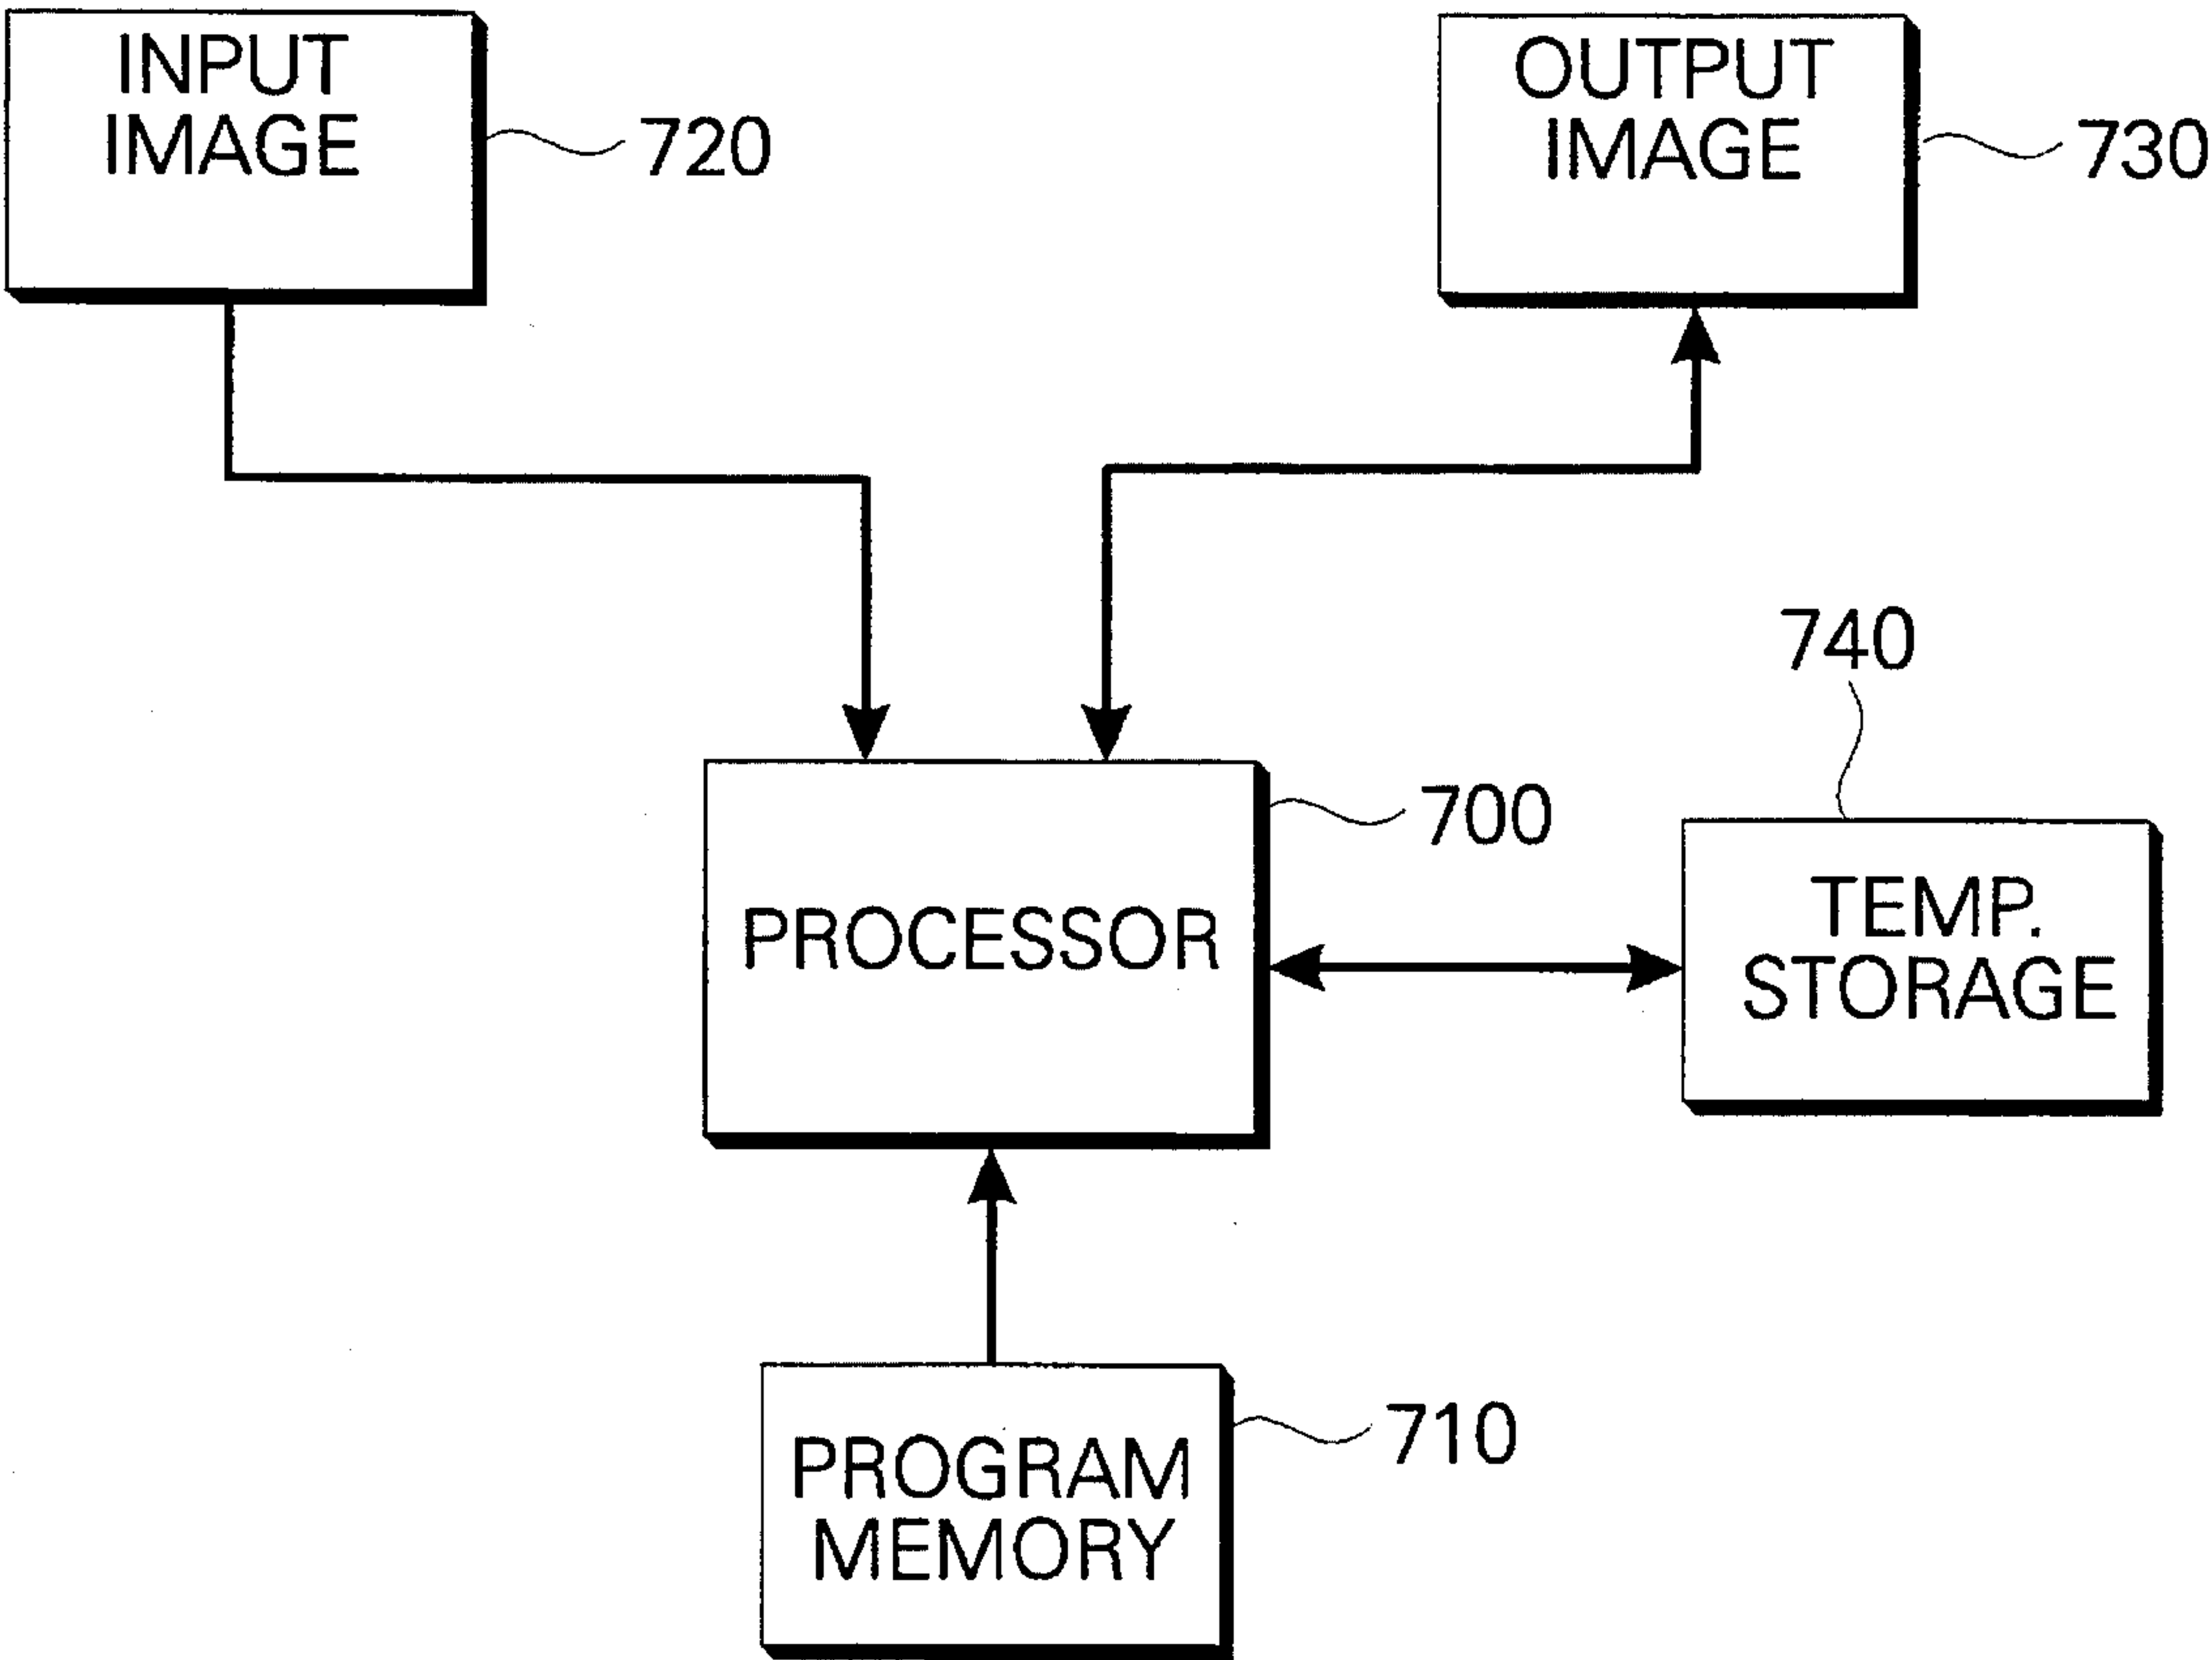 INPUT
IMAGE
720
OUTPUT
IMAGE
730
740
700
PROCESSOR
TEMP.
STORAGE
710
PROGRAM
MEMORY